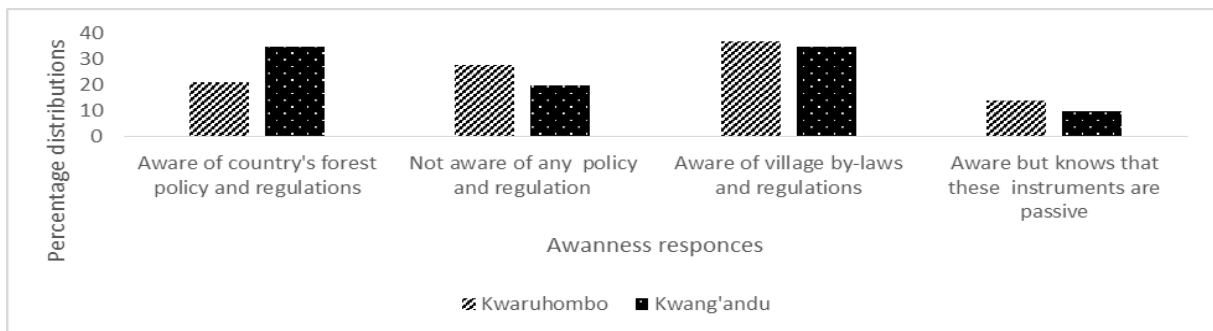 Percentage distributions
40
30
20
10
0
Aware of country's forest
policy and regulations
Not aware of any policy
and regulation
Aware of village by-laws
and regulations
Aware but knows that
these instruments are
passive
Awanness responces
Kwaruhombo
Kwang'andu